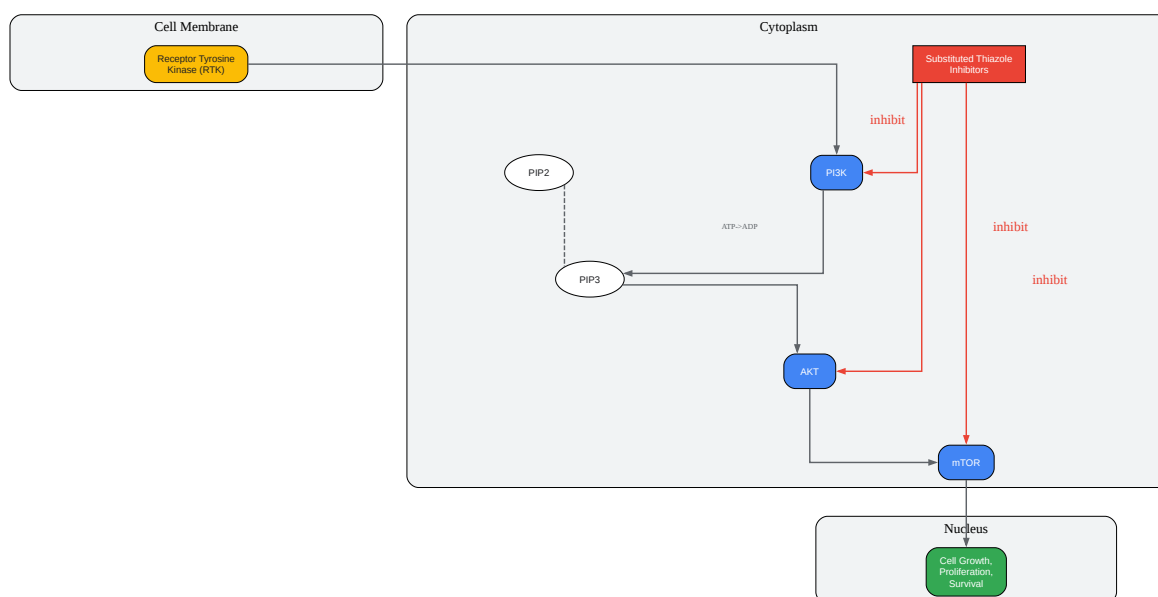 Cell Membrane
Cytoplasm
Receptor Tyrosine
Kinase (RTK)
Substituted Thiazole
Inhibitors
inhibit
PIP2
PI3K
ATP->ADP
inhibit
PIP3
inhibit
AKT
mTOR
Nucleus
Cell Growth,
Proliferation,
Survival